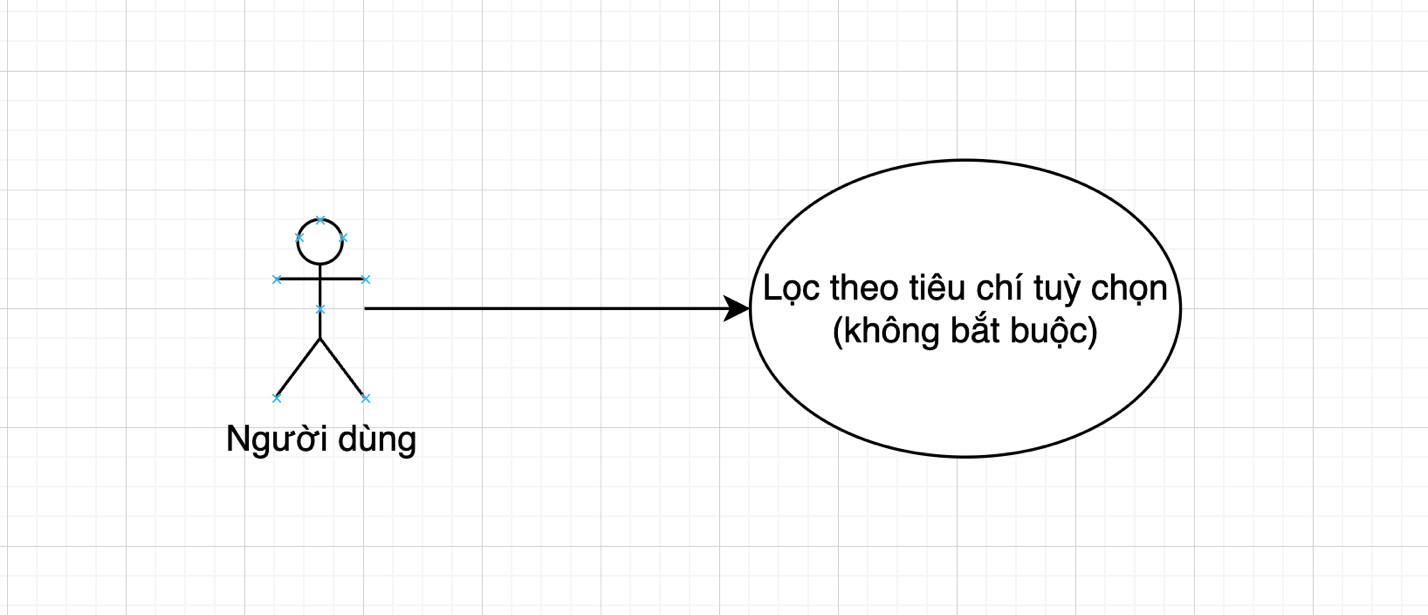 Lọc theo tiêu chí tuỳ chọn
(không bắt buộc)
Người dùng